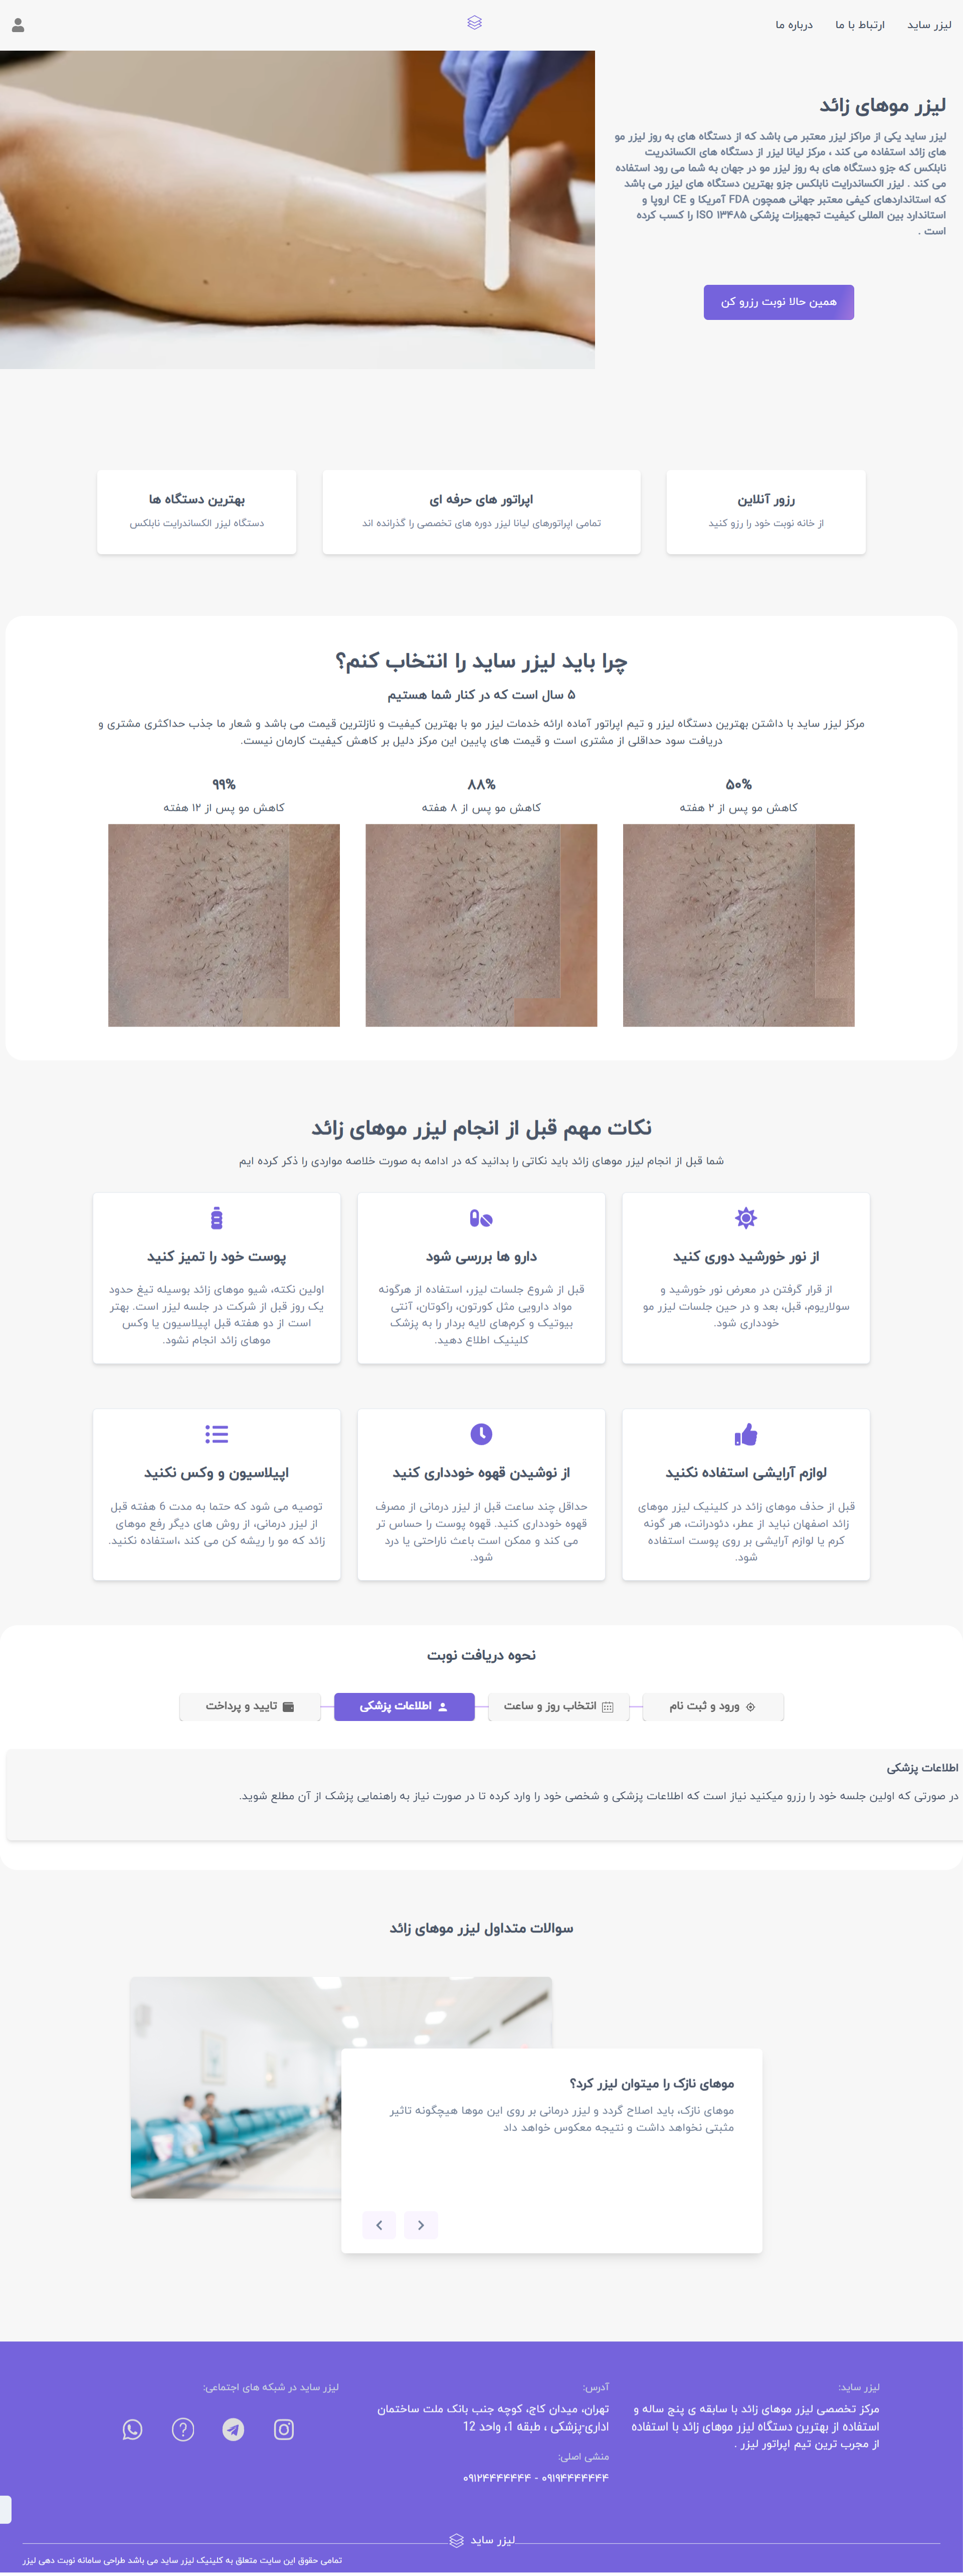 لیزر ساید
ارتباط با ما
درباره ما
لیزر موهای زائد
لیزر ساید یکی از مراکز لیزر معتبر می باشد که از دستگاه های به روز لیزر مو
های زائد استفاده می کند ، مرکز لیانا لیزر از دستگاه های الکساندریت
نابلکس که جزو دستگاه های به روز لیزر مو در جهان به شما می رود استفاده
می کند . لیزر الکساندرایت نابلکس جزو بهترین دستگاه های لیزر می باشد
که استانداردهای کیفی معتبر جهانی همچون FDA آمریکا و CE اروپا و
استاندارد بین المللی کیفیت تجهیزات پزشکی ISO ۱۳۴۸۵ را کسب کرده
است .
همین حالا نوبت رزرو کن
رزور آنلاین
از خانه نوبت خود را رزو کنید
اپراتور های حرفه ای
تمامی اپراتورهای لیانا لیزر دوره های تخصصی را گذرانده اند
بهترین دستگاه ها
دستگاه لیزر الکساندرایت نابلکس
چرا باید لیزر ساید را انتخاب کنم؟
۵ سال است که در کنار شما هستیم
مرکز لیزر ساید با داشتن بهترین دستگاه لیزر و تیم اپراتور آماده ارائه خدمات لیزر مو با بهترین کیفیت و نازلترین قیمت می باشد و شعار ما جذب حداکثری مشتری و
دریافت سود حداقلی از مشتری است و قیمت های پایین این مرکز دلیل بر کاهش کیفیت کارمان نیست.
۵۰%
کاهش مو پس از ۲ هفته
۸۸%
کاهش مو پس از ۸ هفته
۹۹%
کاهش مو پس از ۱۲ هفته
نکات مهم قبل از انجام لیزر موهای زائد
شما قبل از انجام لیزر موهای زائد باید نکاتی را بدانید که در ادامه به صورت خلاصه مواردی را ذکر کرده ایم
از نور خورشید دوری کنید
از قرار گرفتن در معرض نور خورشید و
سولاریوم، قبل، بعد و در حین جلسات لیزر مو
خودداری شود.
دارو ها بررسی شود
قبل از شروع جلسات لیزر، استفاده از هرگونه
مواد دارویی مثل کورتون، راکوتان، آنتی
بیوتیک و کرم‌های لایه بردار را به پزشک
کلینیک اطلاع دهید.
پوست خود را تمیز کنید
اولین نکته، شیو موهای زائد بوسیله تیغ حدود
یک روز قبل از شرکت در جلسه لیزر است. بهتر
است از دو هفته قبل اپیلاسیون یا وکس
موهای زائد انجام نشود.
لوازم آرایشی استفاده نکنید
قبل از حذف موهای زائد در کلینیک لیزر موهای
زائد اصفهان نباید از عطر، دئودرانت، هر گونه
کرم یا لوازم آرایشی بر روی پوست استفاده
شود.
از نوشیدن قهوه خودداری کنید
حداقل چند ساعت قبل از لیزر درمانی از مصرف
قهوه خودداری کنید. قهوه پوست را حساس تر
می کند و ممکن است باعث ناراحتی یا درد
شود.
اپیلاسیون و وکس نکنید
توصیه می شود که حتما به مدت 6 هفته قبل
از لیزر درمانی، از روش های دیگر رفع موهای
زائد که مو را ریشه کن می کند ،استفاده نکنید.
نحوه دریافت نوبت
ورود و ثبت نام
انتخاب روز و ساعت
اطلاعات پزشکی
تایید و پرداخت
اطلاعات پزشکی
در صورتی که اولین جلسه خود را رزرو میکنید نیاز است که اطلاعات پزشکی و شخصی خود را وارد کرده تا در صورت نیاز به راهنمایی پزشک از آن مطلع شوید.
سوالات متداول لیزر موهای زائد
موهای نازک را میتوان لیزر کرد؟
موهای نازک، باید اصلاح گردد و لیزر درمانی بر روی این موها هیچگونه تاثیر
مثبتی نخواهد داشت و نتیجه معکوس خواهد داد
لیزر ساید:
مرکز تخصصی لیزر موهای زائد با سابقه ی پنج ساله و
استفاده از بهترین دستگاه لیزر موهای زائد با استفاده
از مجرب ترین تیم اپراتور لیزر .
آدرس:
تهران، میدان کاج، کوچه جنب بانک ملت ساختمان
اداری-پزشکی ، طبقه 1، واحد 12
منشی اصلی:
۰۹۱۹۴۴۴۴۴۴۴ - ۰۹۱۲۴۴۴۴۴۴۴
لیزر ساید در شبکه های اجتماعی:
لیزر ساید
تمامی حقوق این سایت متعلق به کلینیک لیزر ساید می باشد طراحی سامانه نوبت دهی لیزر